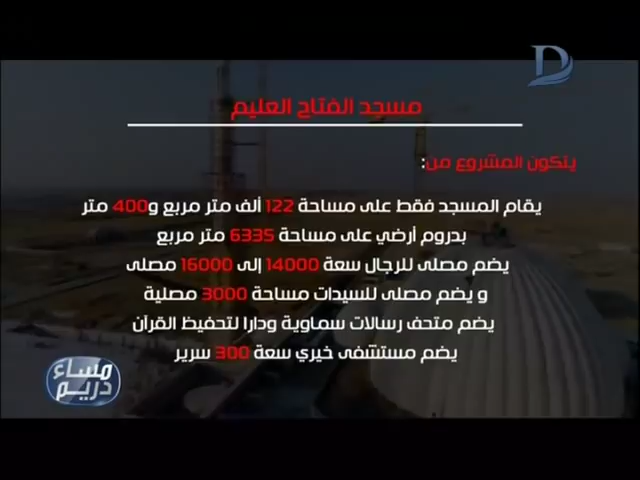 D
مسجد الفتاح العليم
يتكون المشروع من:
يقام المسجد فقط على مساحة 122 ألف متر مربع و400 متر
بدروم أرضي على مساحة 6335 متر مربع
يضم مصلى للرجال سعة 14000 إلى 16000 مصلى
و يضم مصلى للسيدات مساحة 3000 مصلية
يضم متحف رسالات سماوية ودارا لتحفيظ القرآن
يضم مستشفى خيري سعة 300 سرير
مساء
دريم